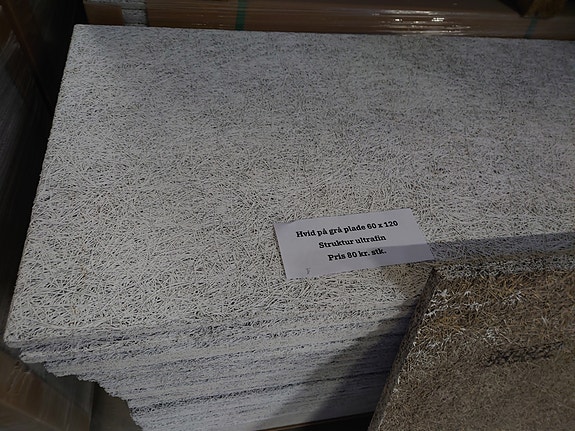 Hvid på grå plade 60 x 120
Struktur ultrafin
Pris 80 kr. stk.